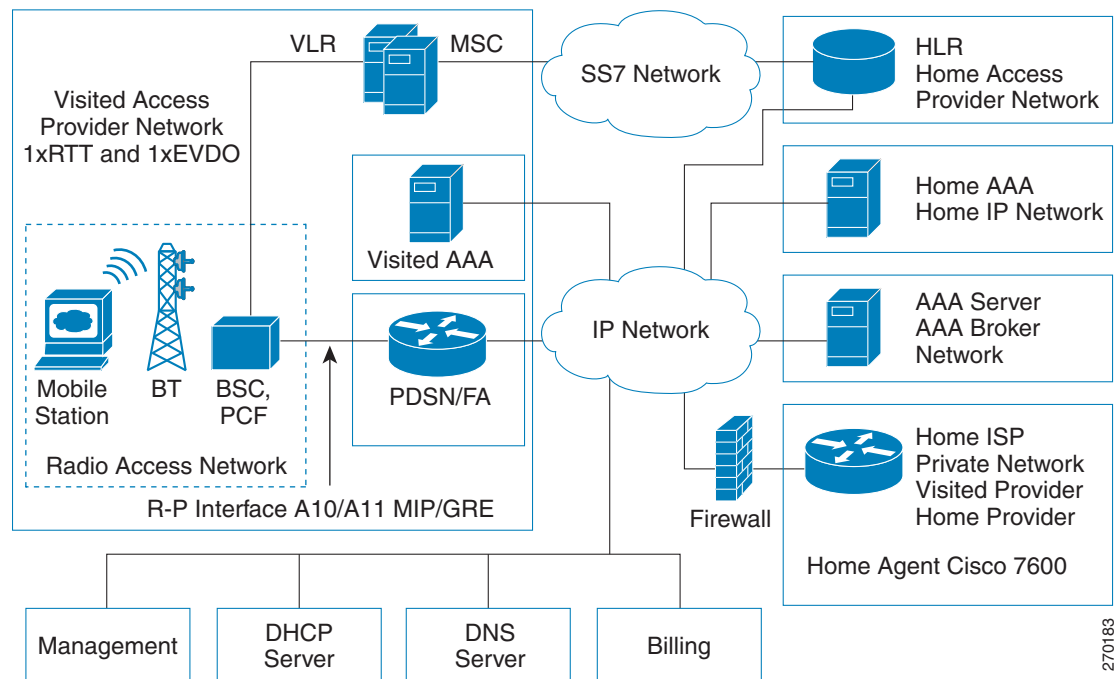 VLR
MSC
SS7 Network
HLR
Home Access
Provider Network
Visited Access
Provider Network
1xRTT and 1xEVDO
Visited AAA
Home AAA
Home IP Network
Mobile
Station
BT
BSC,
PCF
Radio Access Network
PDSN/FA
IP Network
AAA Server
AAA Broker
Network
R-P Interface A10/A11 MIP/GRE
Firewall
Home ISP
Private Network
Visited Provider
Home Provider
Home Agent Cisco 7600
Management
DHCP
Server
DNS
Server
Billing
270183